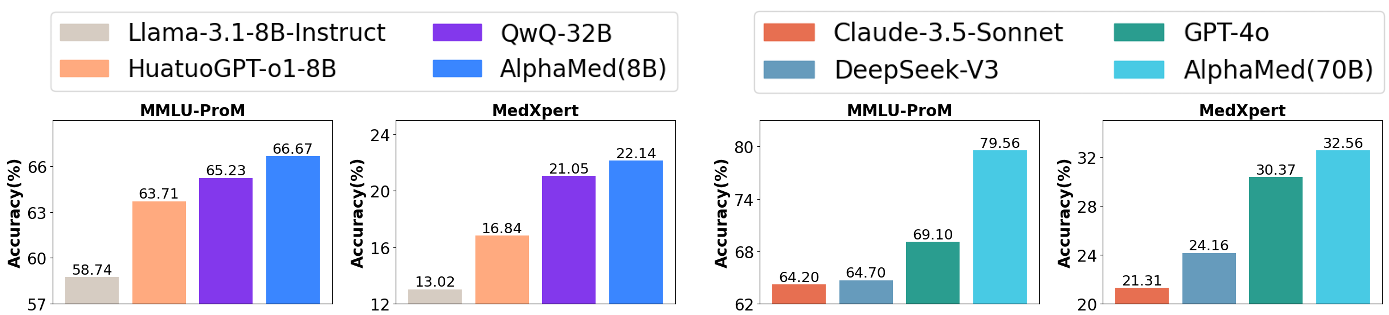 Llama-3.1-8B-Instruct
QwQ-32B
HuatuoGPT-o1-8B
AlphaMed(8B)
Claude-3.5-Sonnet
GPT-4o
DeepSeek-V3
AlphaMed(70B)
MMLU-ProM
Accuracy(%)
66
63
60
57
58.74
63.71
65.23
66.67
MedXpert
Accuracy(%)
24
20
16
12
13.02
16.84
21.05
22.14
MMLU-ProM
Accuracy(%)
80
74
68
62
64.20
64.70
69.10
79.56
MedXpert
Accuracy(%)
32
28
24
20
21.31
24.16
30.37
32.56